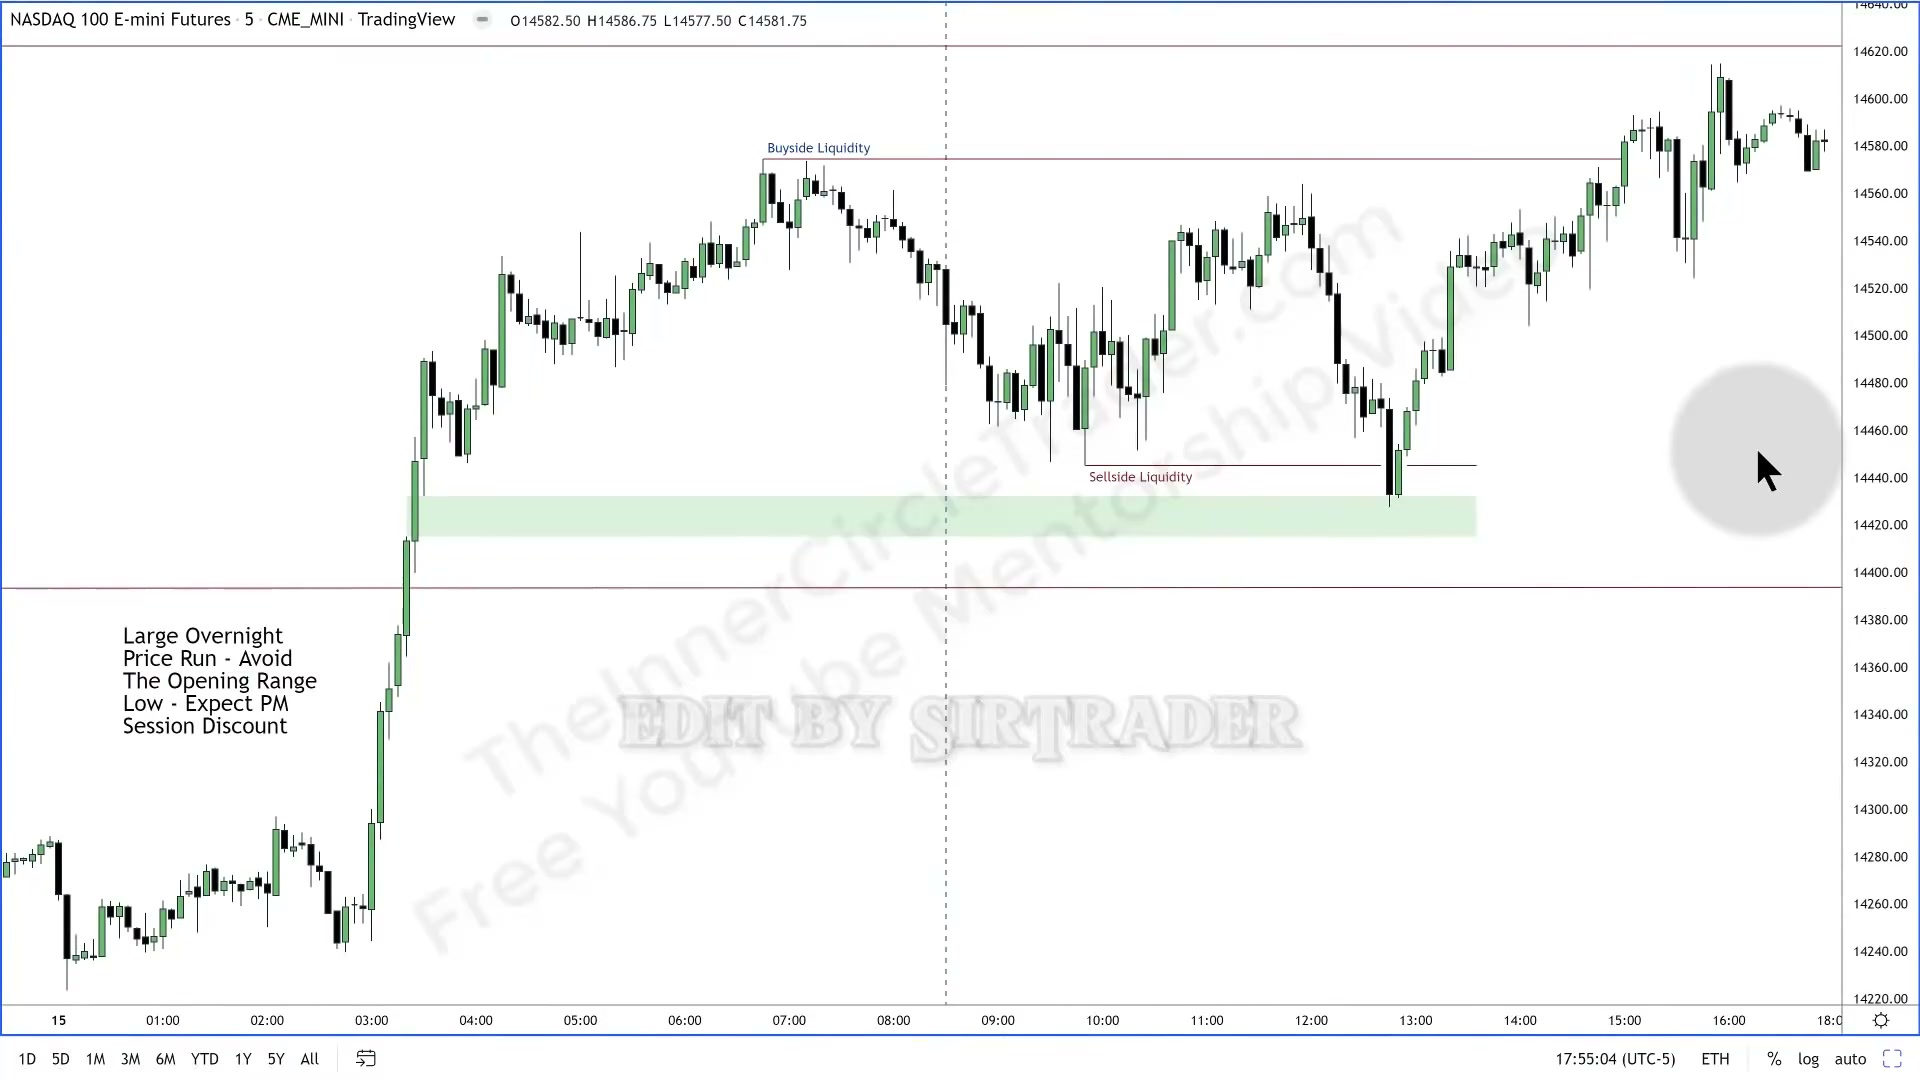 NASDAQ 100 E-mini Futures · 5 · CME_MINI · TradingView O14582.50 H14586.75 L14577.50 C14581.75
14640.00
14620.00
14600.00
14580.00
14560.00
14540.00
14520.00
14500.00
14480.00
14460.00
14440.00
14420.00
14400.00
14380.00
14360.00
14340.00
14320.00
14300.00
14280.00
14260.00
14240.00
14220.00
Buyside Liquidity
Sellside Liquidity
TheInnerCircleTrader.com
Free YouTube Mentorship Video
Large Overnight
Price Run - Avoid
The Opening Range
Low - Expect PM
Session Discount
EDIT BY SIRTRADER
15 01:00 02:00 03:00 04:00 05:00 06:00 07:00 08:00 09:00 10:00 11:00 12:00 13:00 14:00 15:00 16:00 18:0
1D 5D 1M 3M 6M YTD 1Y 5Y All 17:55:04 (UTC-5) ETH % log auto